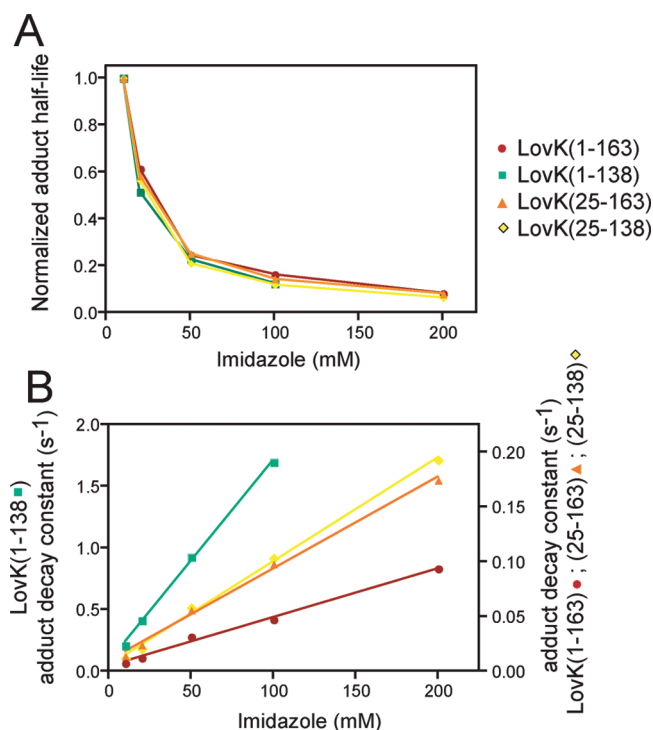 A
Normalized adduct half-life
1.0
0.8
0.6
0.4
0.2
0.0
0
50
100
150
200
Imidazole (mM)
LovK(1-163)
LovK(1-138)
LovK(25-163)
LovK(25-138)
B
LovK(1-138■)
adduct decay constant (s⁻¹)
2.0
1.5
1.0
0.5
0.0
0
50
100
150
200
Imidazole (mM)
0.20
0.15
0.10
0.05
0.00
adduct decay constant (s⁻¹)
LovK(1-163)●; (25-163)▲; (25-138)◆